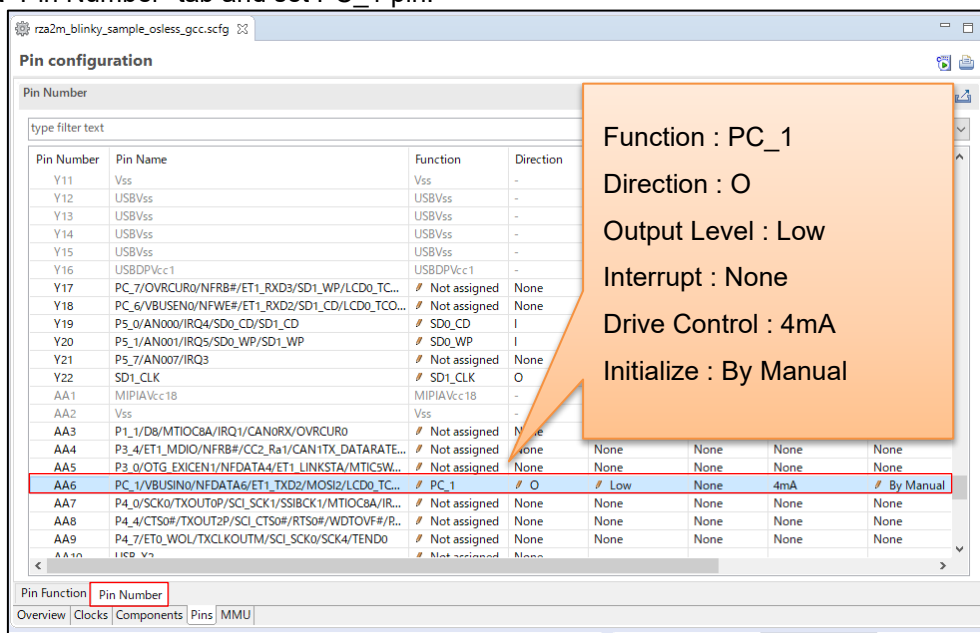 Pin Number" tab and set PC_1 pin.
rza2m_blinky_sample_osless_gcc.scfg
Pin configuration
Pin Number
type filter text
Pin Number Pin Name Function Direction
Y11 Vss Vss -
Y12 USBVss USBVss -
Y13 USBVss USBVss -
Y14 USBVss USBVss -
Y15 USBVss USBVss -
Y16 USBDPVcc1 USBDPVcc1 -
Y17 PC_7/OVRCUR0/NFRB#/ET1_RXD3/SD1_WP/LCD0_TC... Not assigned None
Y18 PC_6/VBUSEN0/NFWE#/ET1_RXD2/SD1_CD/LCD0_TCO... Not assigned None
Y19 P5_0/AN000/IRQ4/SD0_CD/SD1_CD SD0_CD I
Y20 P5_1/AN001/IRQ5/SD0_WP/SD1_WP SD0_WP I
Y21 P5_7/AN007/IRQ3 Not assigned None
Y22 SD1_CLK SD1_CLK O
AA1 MIPIAVcc18 MIPIAVcc18 -
AA2 Vss Vss -
AA3 P1_1/D8/MTIOC8A/IRQ1/CAN0RX/OVRCUR0 Not assigned None
AA4 P3_4/ET1_MDIO/NFRB#/CC2_Ra1/CAN1TX_DATARATE... Not assigned None None None None None
AA5 P3_0/OTG_EXICEN1/NFDATA4/ET1_LINKSTA/MTIC5W... Not assigned None None None None None
AA6 PC_1/VBUSIN0/NFDATA6/ET1_TXD2/MOSI2/LCD0_TC... PC_1 O Low None 4mA By Manual
AA7 P4_0/SCK0/TXOUT0P/SCI_SCK1/SSIBCK1/MTIOC8A/IR... Not assigned None None None None None
AA8 P4_4/CTS0#/TXOUT2P/SCI_CTS0#/RTS0#/WDTOVF#/P... Not assigned None None None None None
AA9 P4_7/ET0_WOL/TXCLKOUTM/SCI_SCK0/SCK4/TEND0 Not assigned None None None None None
AA10 USB_X2 Not assigned None
Function : PC_1
Direction : O
Output Level : Low
Interrupt : None
Drive Control : 4mA
Initialize : By Manual
Pin Function Pin Number
Overview Clocks Components Pins MMU